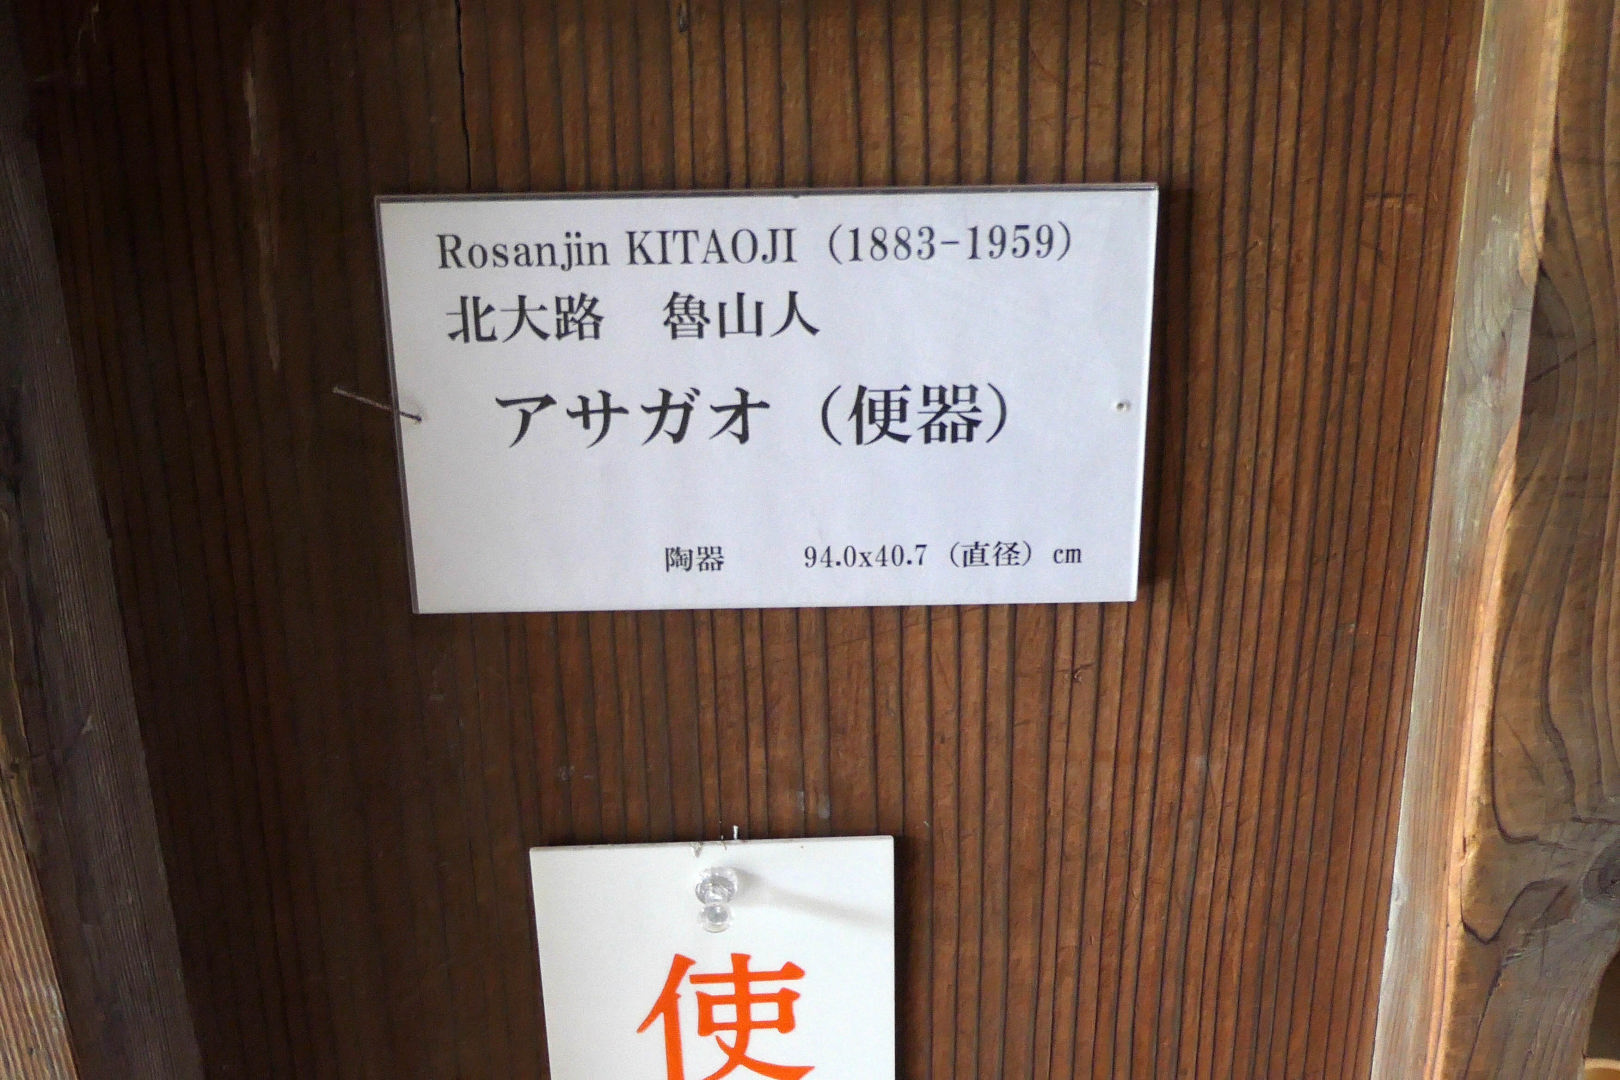 Rosanjin KITAOJI (1883-1959)
北大路　魯山人
アサガオ（便器）
陶器　94.0x40.7（直径）cm
使